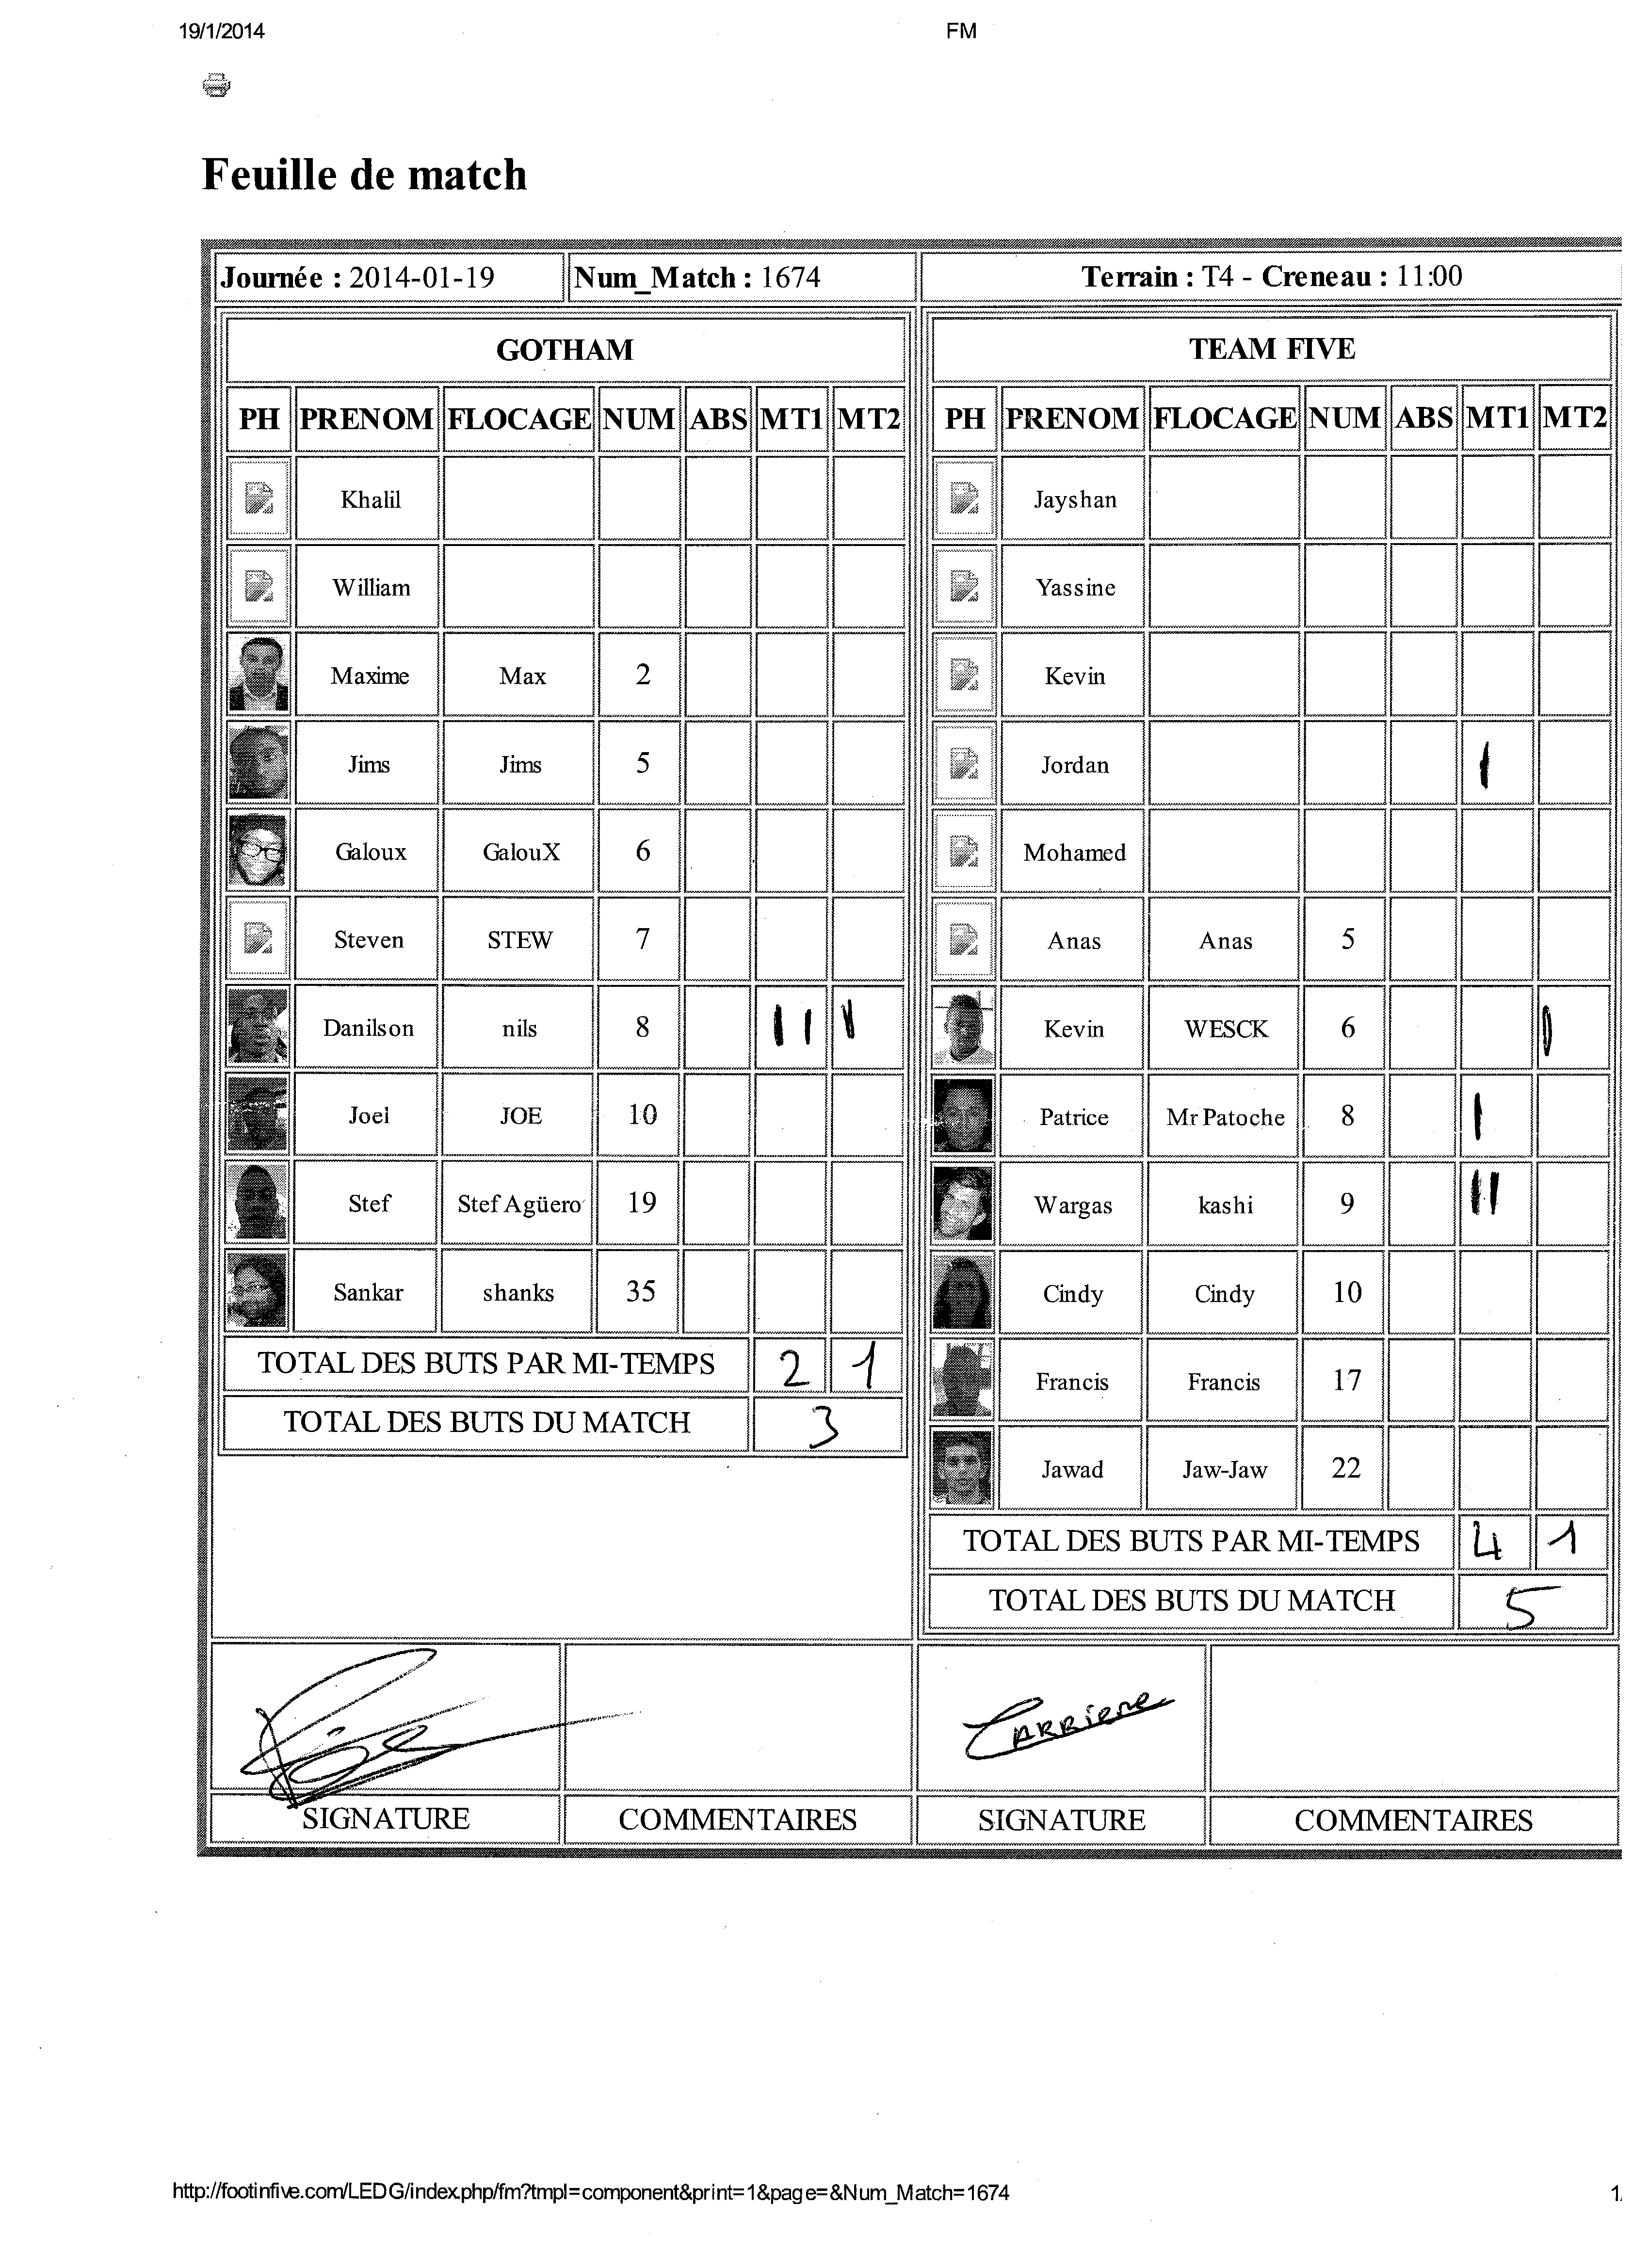 19/1/2014 FM
Feuille de match
Journée : 2014-01-19 Num_Match : 1674 Terrain : T4 - Creneau : 11:00
GOTHAM
PH PRENOM FLOCAGE NUM ABS MT1 MT2
Khalil
William
Maxime Max 2
Jims Jims 5
Galoux GalouX 6
Steven STEW 7
Danilson nils 8 I I I
Joel JOE 10
Stef Stef Agüero 19
Sankar shanks 35
TOTAL DES BUTS PAR MI-TEMPS 2 1
TOTAL DES BUTS DU MATCH 3
TEAM FIVE
PH PRENOM FLOCAGE NUM ABS MT1 MT2
Jayshan
Yassine
Kevin
Jordan I
Mohamed
Anas Anas 5
Kevin WESCK 6 I
Patrice Mr Patoche 8 I
Wargas kashi 9 I I
Cindy Cindy 10
Francis Francis 17
Jawad Jaw-Jaw 22
TOTAL DES BUTS PAR MI-TEMPS 4 1
TOTAL DES BUTS DU MATCH 5
CARRIERE
SIGNATURE COMMENTAIRES SIGNATURE COMMENTAIRES
http://footinfive.com/LEDG/index.php/fm?tmpl=component&print=1&page=&Num_Match=1674 1/